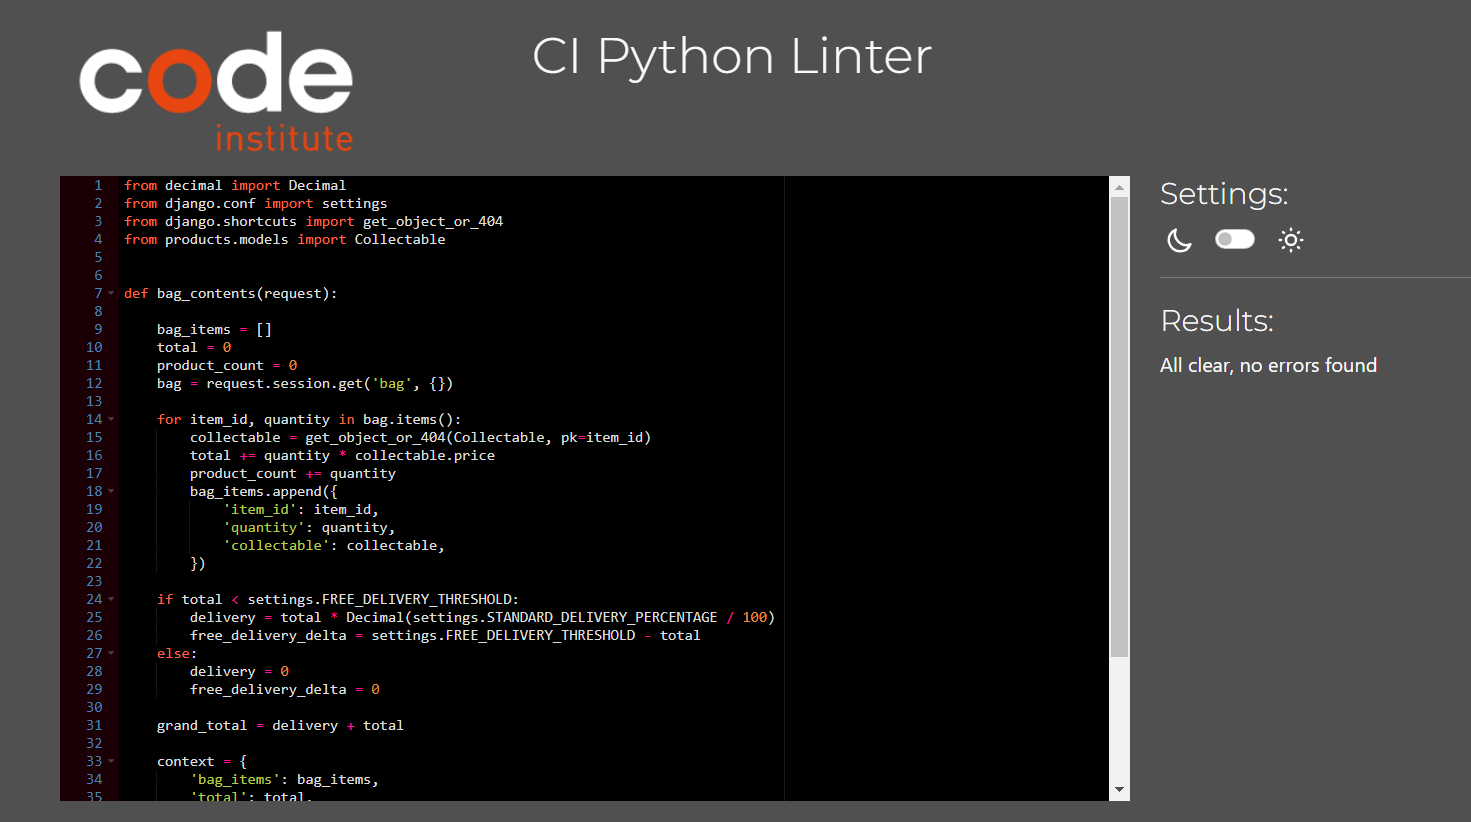 code
institute
CI Python Linter
1 from decimal import Decimal
2 from django.conf import settings
3 from django.shortcuts import get_object_or_404
4 from products.models import Collectable
5
6
7 def bag_contents(request):
8
9     bag_items = []
10     total = 0
11     product_count = 0
12     bag = request.session.get('bag', {})
13
14     for item_id, quantity in bag.items():
15         collectable = get_object_or_404(Collectable, pk=item_id)
16         total += quantity * collectable.price
17         product_count += quantity
18         bag_items.append({
19             'item_id': item_id,
20             'quantity': quantity,
21             'collectable': collectable,
22         })
23
24     if total < settings.FREE_DELIVERY_THRESHOLD:
25         delivery = total * Decimal(settings.STANDARD_DELIVERY_PERCENTAGE / 100)
26         free_delivery_delta = settings.FREE_DELIVERY_THRESHOLD - total
27     else:
28         delivery = 0
29         free_delivery_delta = 0
30
31     grand_total = delivery + total
32
33     context = {
34         'bag_items': bag_items,
35         'total': total,
Settings:
Results:
All clear, no errors found